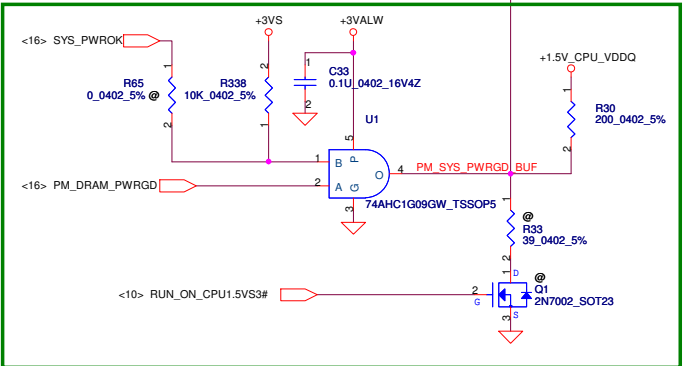 +3VS
+3VALW
<16> SYS_PWROK
+1.5V_CPU_VDDQ
1
2
1
1
C33
0.1U_0402_16V4Z
R65
0_0402_5% @
R338
10K_0402_5%
2
R30
200_0402_5%
2
1
U1
5
2
1
B
P
4
PM_SYS_PWRGD_BUF
O
<16> PM_DRAM_PWRGD
2
A
G
74AHC1G09GW_TSSOP5
3
1
@
R33
39_0402_5%
2
1
D
@
<10> RUN_ON_CPU1.5VS3#
2
G
Q1
2N7002_SOT23
3
S